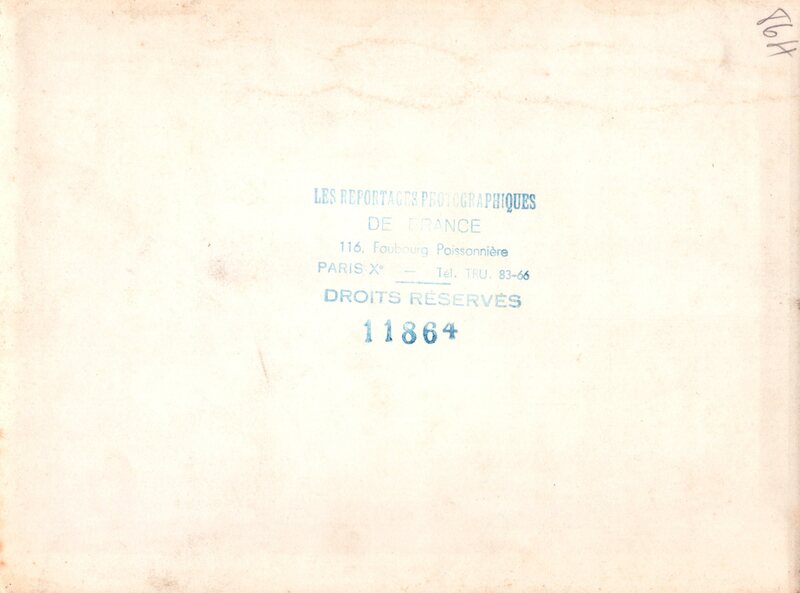 LES REPORTAGES PHOTOGRAPHIQUES
DE FRANCE
116, Faubourg Poissonnière
PARIS Xe — Tél. TRU. 83-66
DROITS RÉSERVÉS
11864